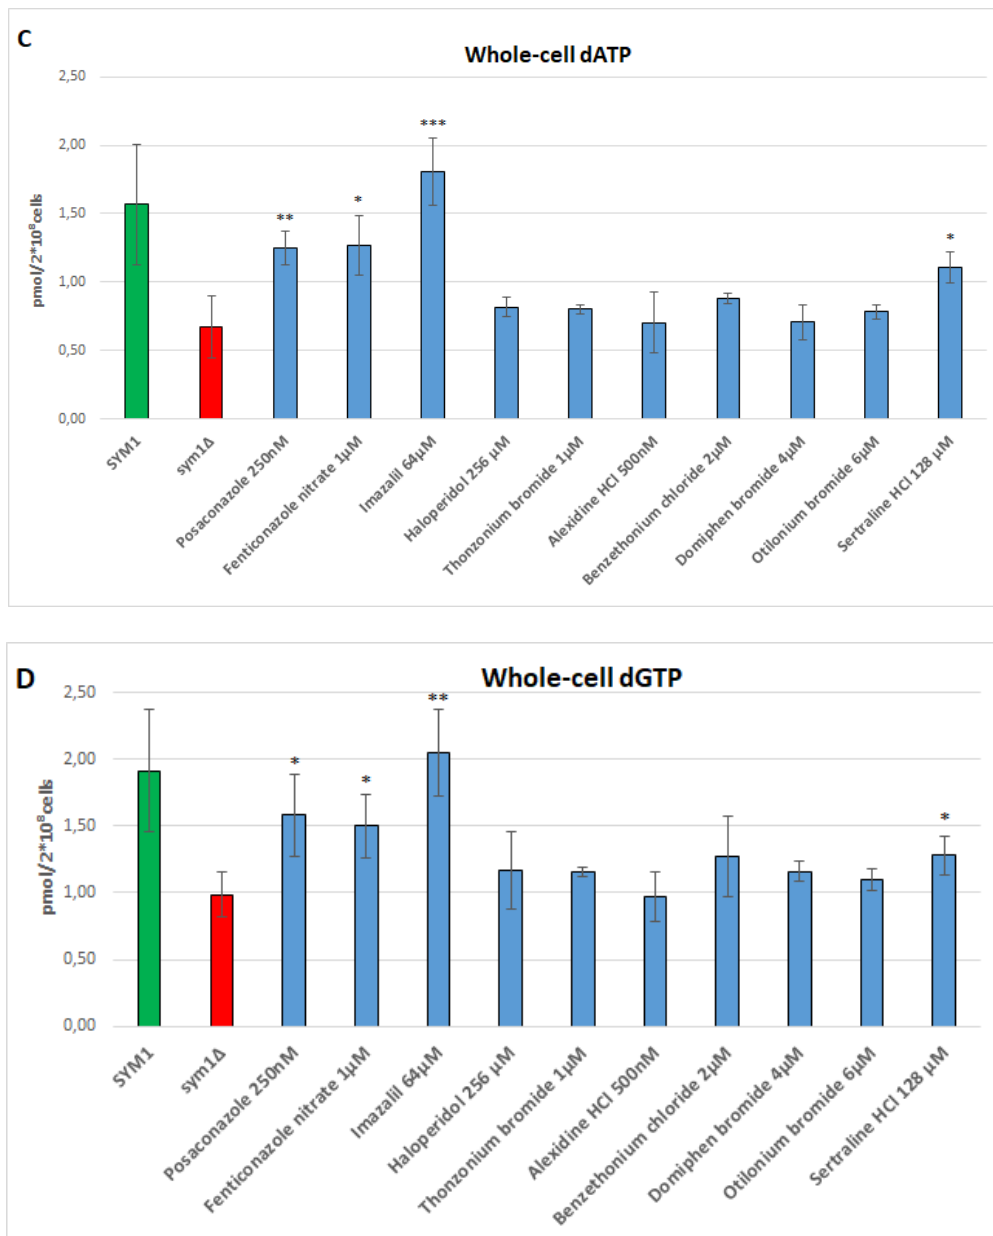 C
Whole-cell dATP
2,50
2,00
1,50
1,00
0,50
0,00
pmol/2*10⁸cells
***
**
*
*
SYM1
sym1Δ
Posaconazole 250nM
Fenticonazole nitrate 1µM
Imazalil 64µM
Haloperidol 256 µM
Thonzonium bromide 1µM
Alexidine HCl 500nM
Benzethonium chloride 2µM
Domiphen bromide 4µM
Otilonium bromide 6µM
Sertraline HCl 128 µM
D
Whole-cell dGTP
2,50
2,00
1,50
1,00
0,50
0,00
pmol/2*10⁸cells
**
*
*
*
SYM1
sym1Δ
Posaconazole 250nM
Fenticonazole nitrate 1µM
Imazalil 64µM
Haloperidol 256 µM
Thonzonium bromide 1µM
Alexidine HCl 500nM
Benzethonium chloride 2µM
Domiphen bromide 4µM
Otilonium bromide 6µM
Sertraline HCl 128 µM